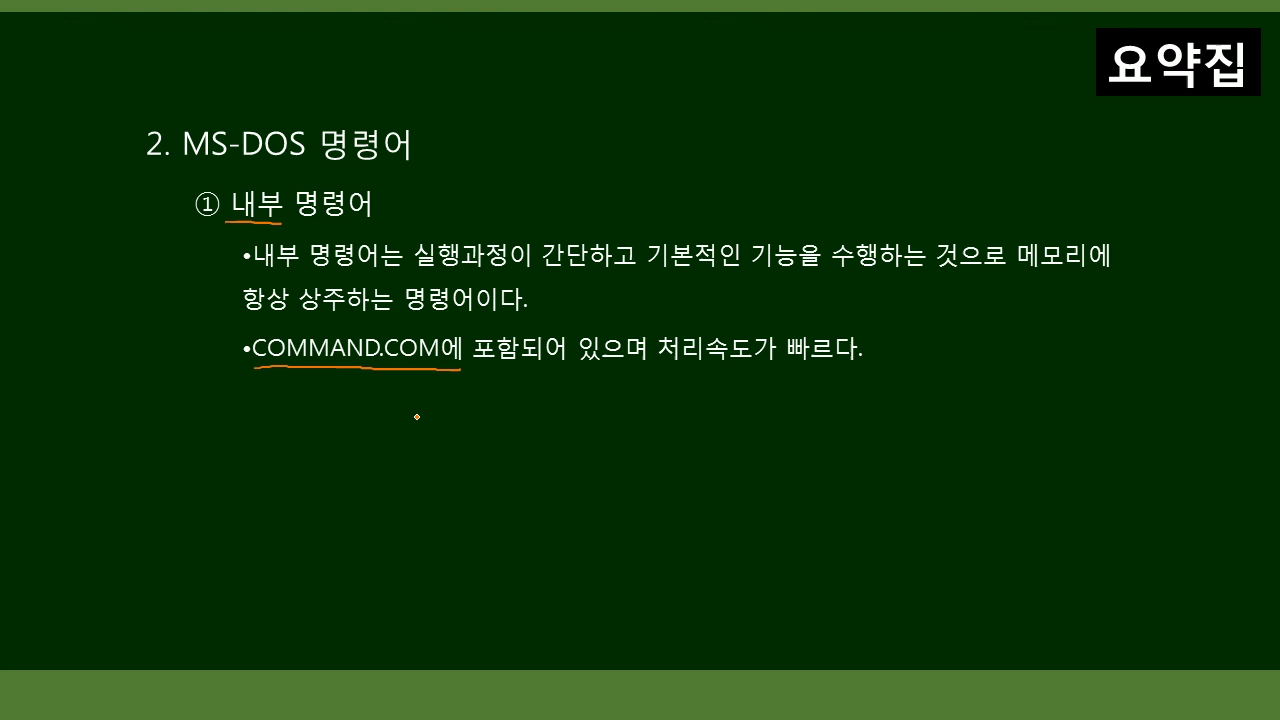 요약집
2. MS-DOS 명령어
① 내부 명령어
•내부 명령어는 실행과정이 간단하고 기본적인 기능을 수행하는 것으로 메모리에
항상 상주하는 명령어이다.
•COMMAND.COM에 포함되어 있으며 처리속도가 빠르다.